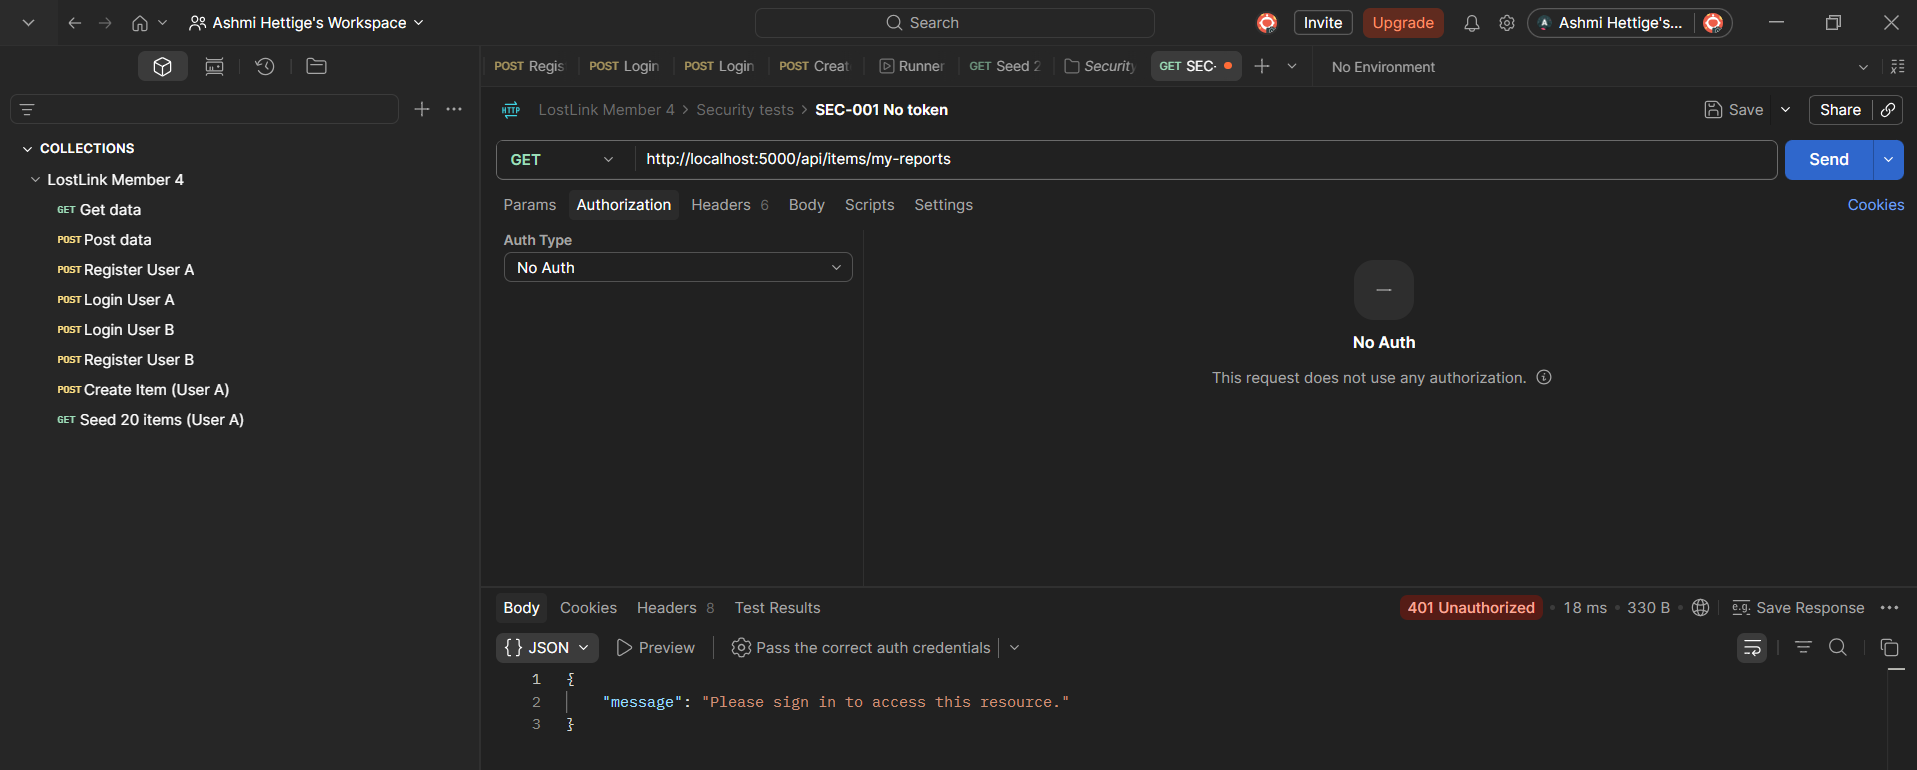 Ashmi Hettige's Workspace
Search
Invite
Upgrade
Ashmi Hettige's...
POST Regis
POST Login
POST Login
POST Creat
Runner
GET Seed 2
Security
GET SEC-
No Environment
COLLECTIONS
LostLink Member 4
GET Get data
POST Post data
POST Register User A
POST Login User A
POST Login User B
POST Register User B
POST Create Item (User A)
GET Seed 20 items (User A)
HTTP LostLink Member 4 > Security tests > SEC-001 No token
Save
Share
GET
http://localhost:5000/api/items/my-reports
Send
Params Authorization Headers 6 Body Scripts Settings
Cookies
Auth Type
No Auth
No Auth
This request does not use any authorization.
Body Cookies Headers 8 Test Results
401 Unauthorized • 18 ms • 330 B
e.g. Save Response
{} JSON
Preview
Pass the correct auth credentials
1 {
2 "message": "Please sign in to access this resource."
3 }